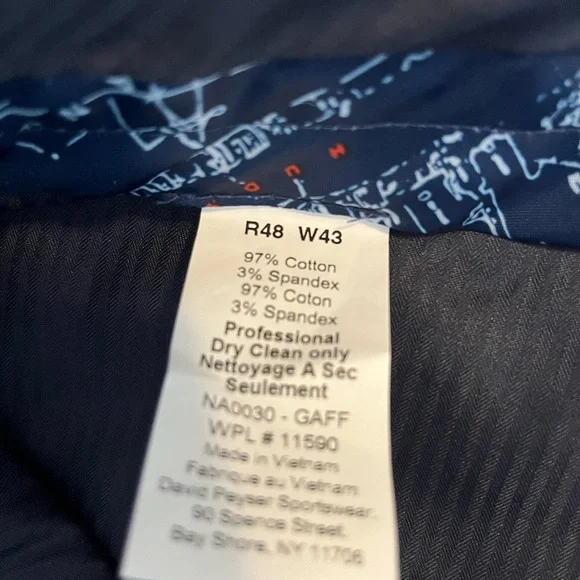 R48 W43
97% Cotton
3% Spandex
97% Coton
3% Spandex
Professional
Dry Clean only
Nettoyage A Sec
Seulement
NA0030 - GAFF
WPL # 11590
Made in Vietnam
Fabrique au Vietnam
David Peyser Sportswear.
90 Spence Street.
Bay Shore, NY 11706